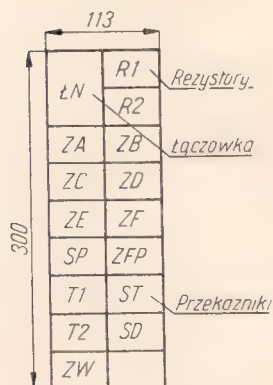 113
R1
Rezystory
ŁN
R2
ZA ZB
Łączówka
ZC ZD
300
ZE ZF
SP ZFP
T1 ST
Przekaźniki
T2 SD
ZW